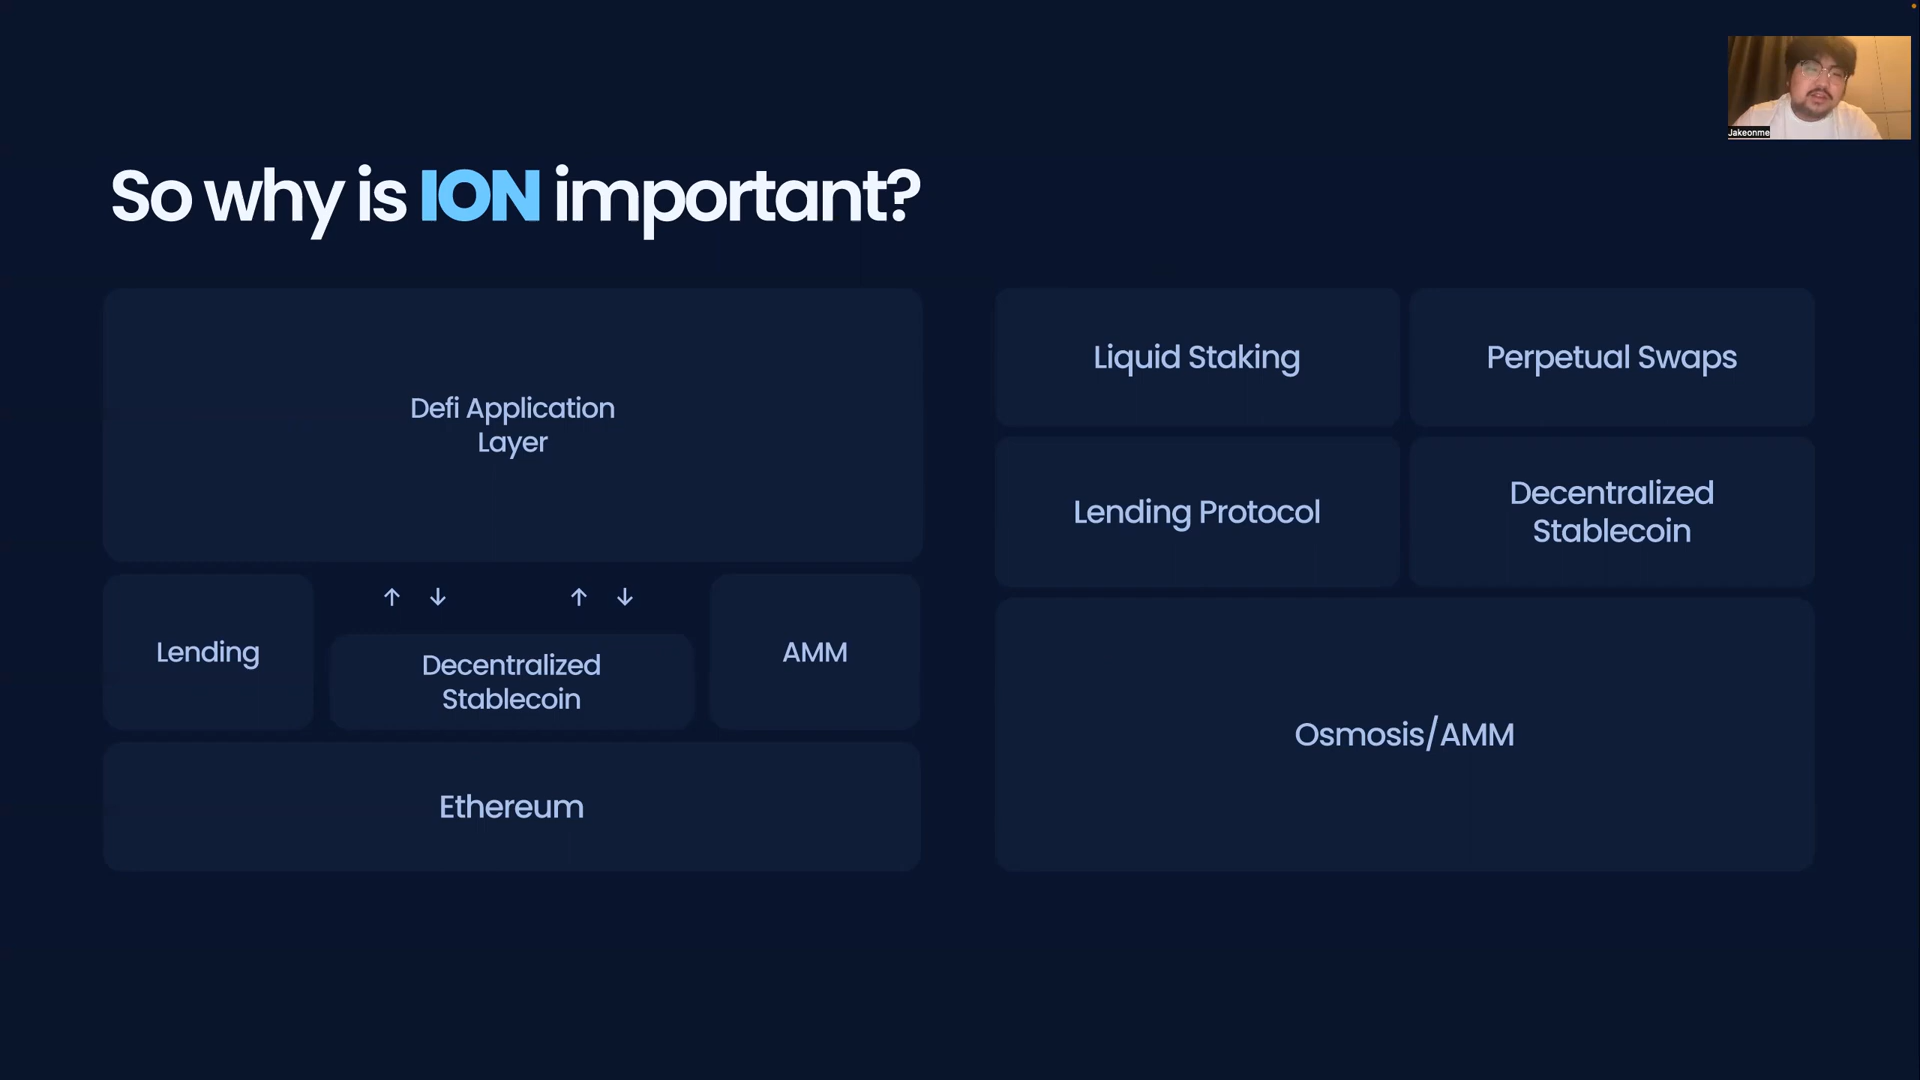 Jakeonme
So why is ION important?
Defi Application
Layer
Lending
↑ ↓ ↑ ↓
Decentralized
Stablecoin
AMM
Ethereum
Liquid Staking
Perpetual Swaps
Lending Protocol
Decentralized
Stablecoin
Osmosis/AMM